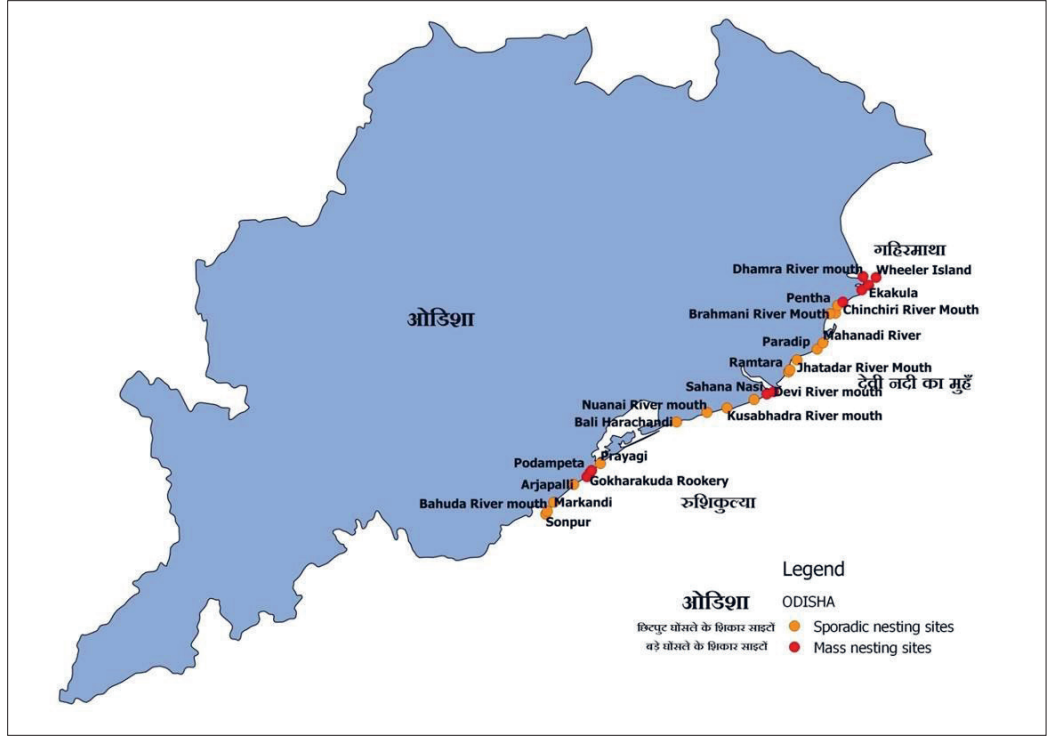 गहिरमाथा
Dhamra River mouth
Wheeler Island
Ekakula
Pentha
Chinchiri River Mouth
Brahmani River Mouth
ओडिशा
Mahanadi River
Paradip
Ramtara
Jhatadar River Mouth
देवी नदी का मुहँ
Sahana Nasi
Devi River mouth
Nuanai River mouth
Kusabhadra River mouth
Bali Harachandi
Prayagi
Podampeta
Gokharakuda Rookery
Arjapalli
रुशिकुल्या
Bahuda River mouth
Markandi
Sonpur
Legend
ओडिशा ODISHA
छिटपुट घोंसले के शिकार साइटों Sporadic nesting sites
बड़े घोंसले के शिकार साइटों Mass nesting sites